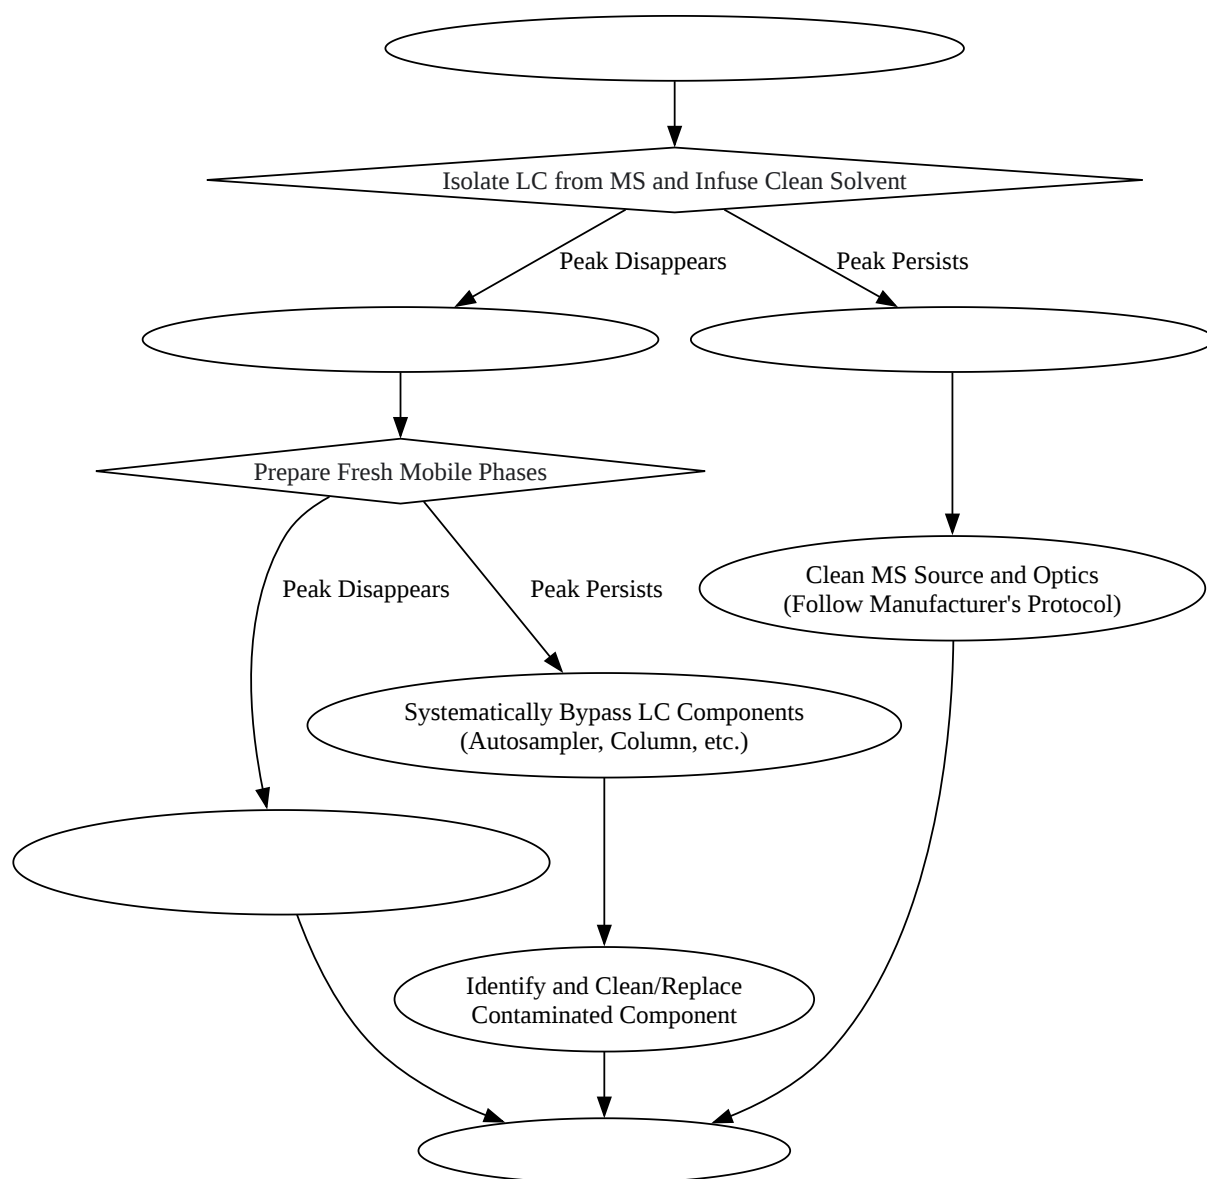 Isolate LC from MS and Infuse Clean Solvent
Peak Disappears
Peak Persists
Prepare Fresh Mobile Phases
Peak Disappears
Peak Persists
Clean MS Source and Optics
(Follow Manufacturer's Protocol)
Systematically Bypass LC Components
(Autosampler, Column, etc.)
Identify and Clean/Replace
Contaminated Component